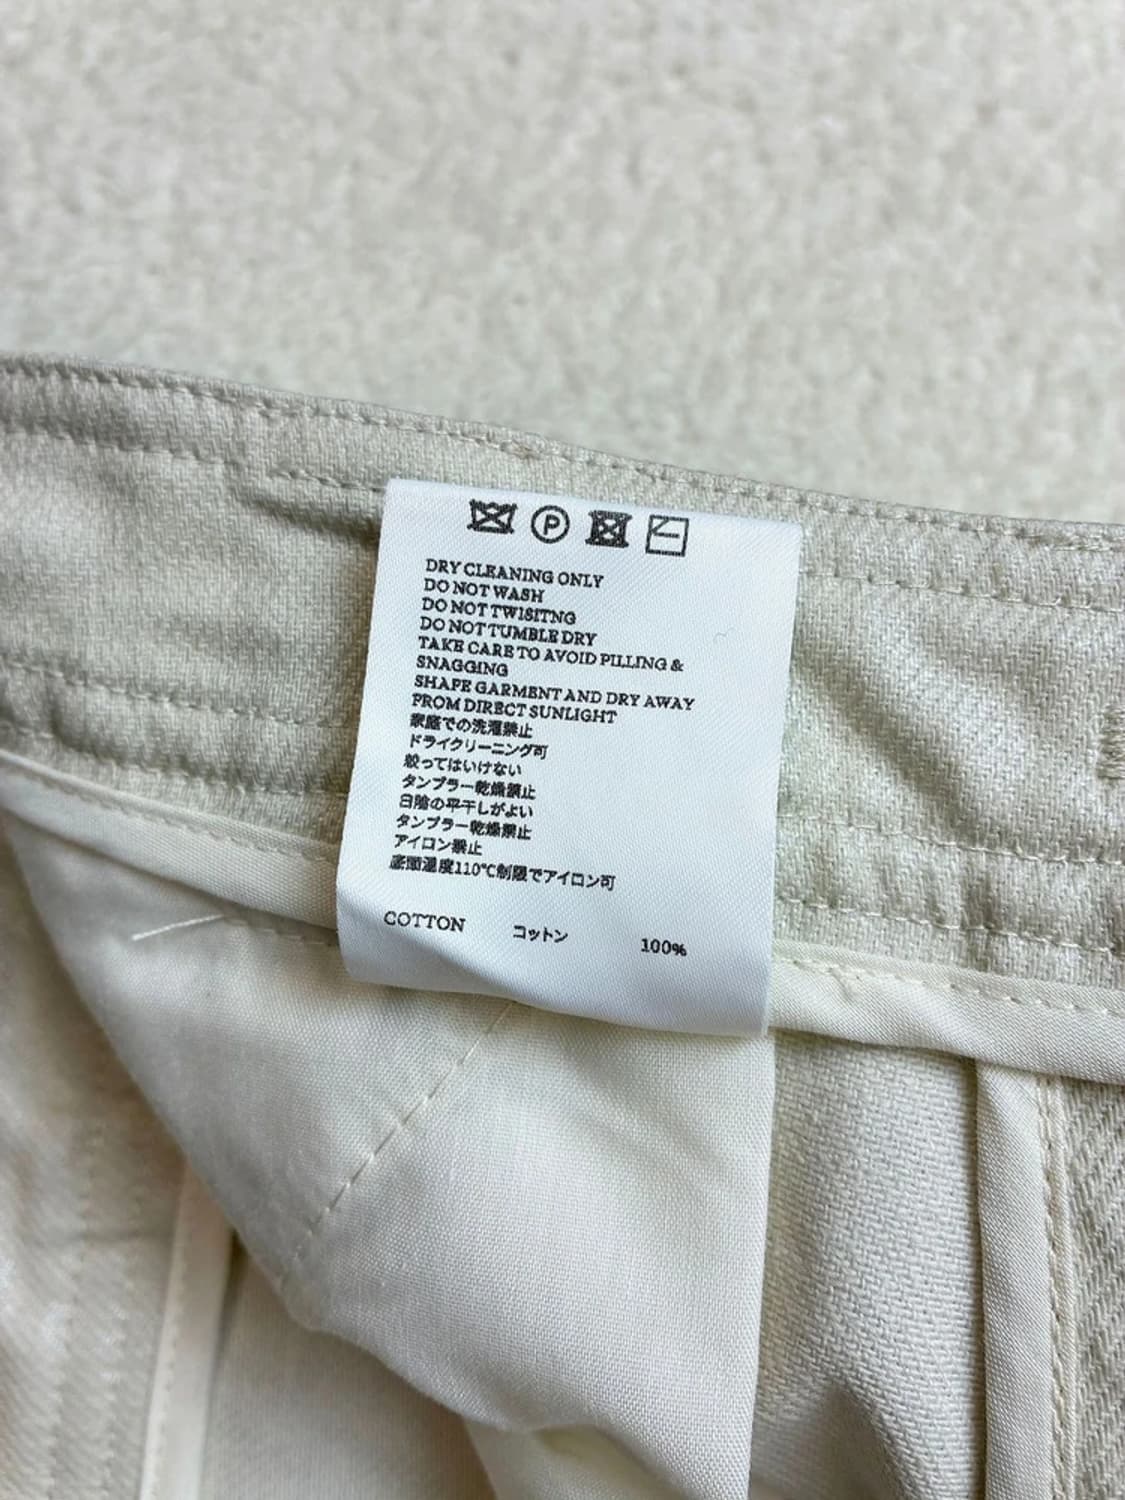 P
DRY CLEANING ONLY
DO NOT WASH
DO NOT TWISITNG
DO NOT TUMBLE DRY
TAKE CARE TO AVOID PILLING &
SNAGGING
SHAPE GARMENT AND DRY AWAY
FROM DIRECT SUNLIGHT
家庭での洗濯禁止
ドライクリーニング可
絞ってはいけない
タンブラー乾燥禁止
日陰の平干しがよい
タンブラー乾燥禁止
アイロン禁止
底面温度110℃制限でアイロン可
COTTON コットン 100%